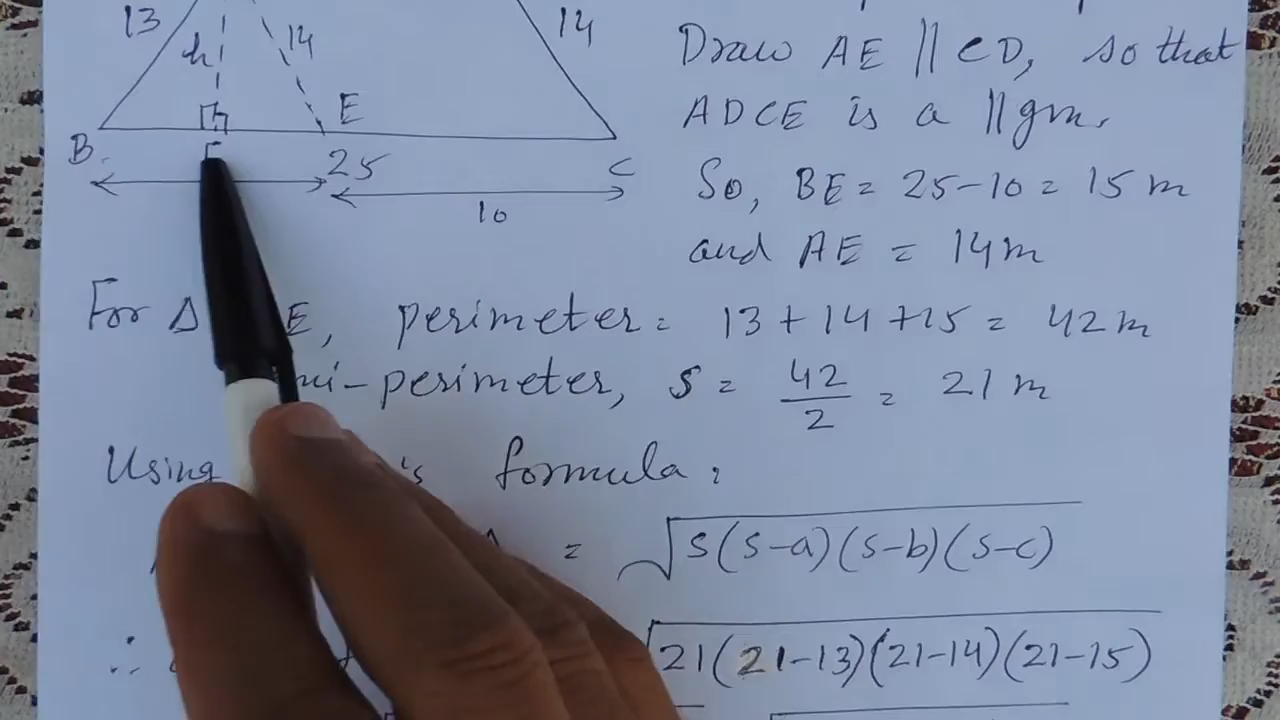 13
h
14
14
E
B
25
C
10
Draw AE || CD, so that
ADCE is a ||gm.
So, BE = 25-10 = 15 m
and AE = 14m
For Δ E, perimeter = 13+14+15 = 42 m
-perimeter, s = 42/2 = 21 m
Using 's formula:
= √s(s-a)(s-b)(s-c)
∴ √21(21-13)(21-14)(21-15)